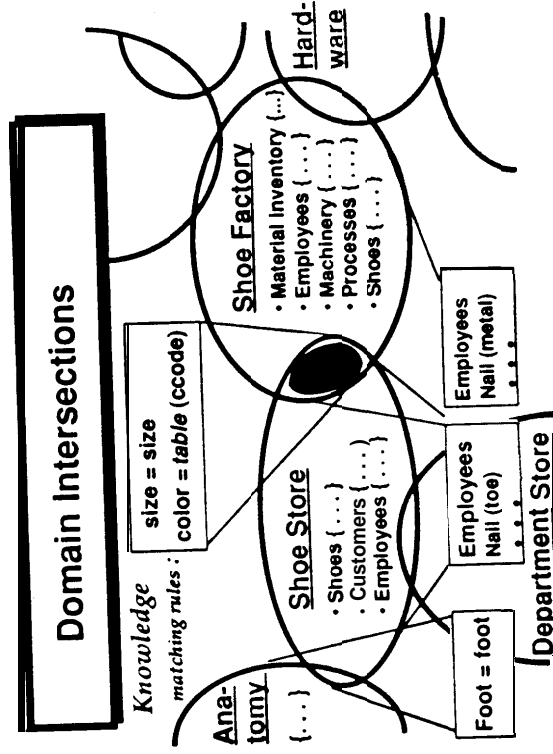 Domain Intersections
Knowledge
matching rules :
size = size
color = table (ccode)
Ana-
tomy
{...}
Shoe Store
• Shoes {...}
• Customers {...}
• Employees {...}
Shoe Factory
• Material Inventory {...}
• Employees {...}
• Machinery {...}
• Processes {...}
• Shoes {...}
Hard-
ware
Foot = foot
Employees
Nail (toe)
• • • •
Employees
Nail (metal)
• • • •
Department Store